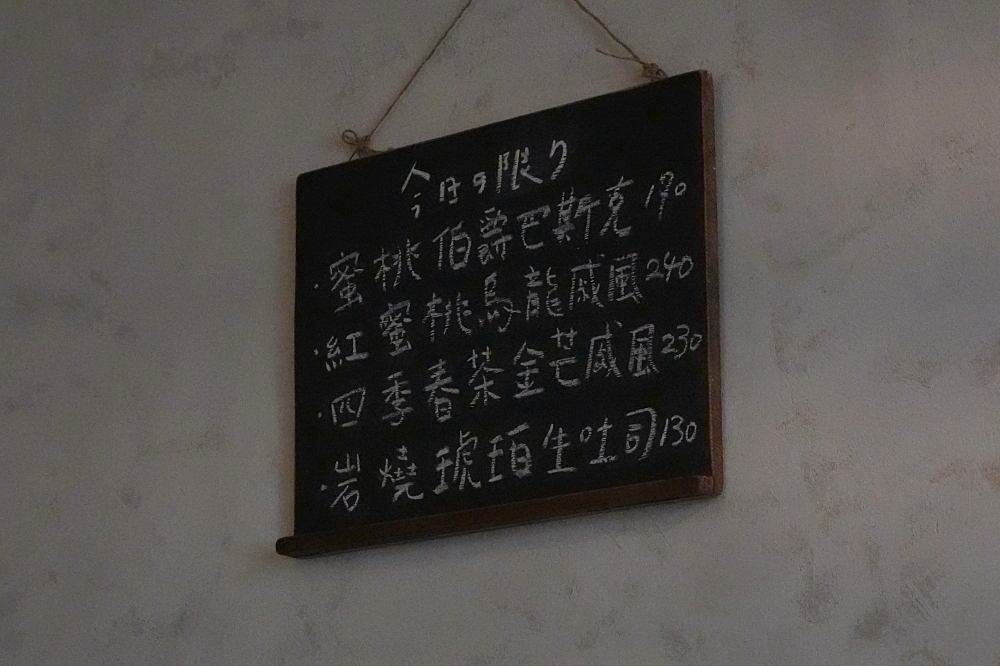 今日の限り
·蜜桃伯爵巴斯克 190
·紅蜜桃烏龍戚風 240
·四季春茶金芒戚風 230
·岩燒琥珀生吐司 130